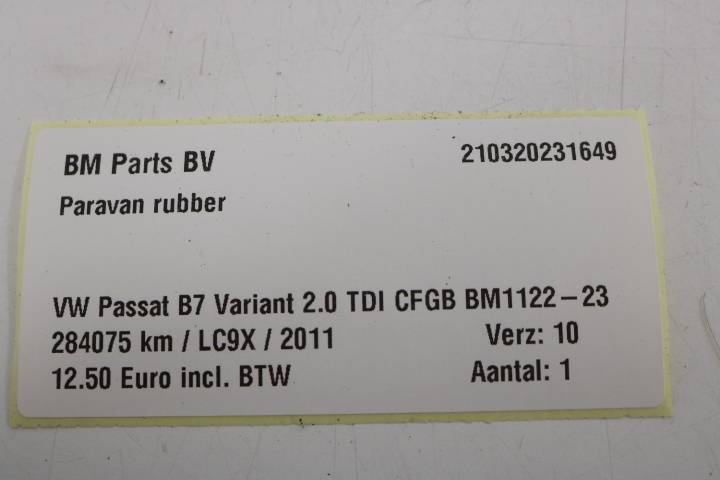 BM Parts BV 210320231649
Paravan rubber
VW Passat B7 Variant 2.0 TDI CFGB BM1122-23
284075 km / LC9X / 2011 Verz: 10
12.50 Euro incl. BTW Aantal: 1